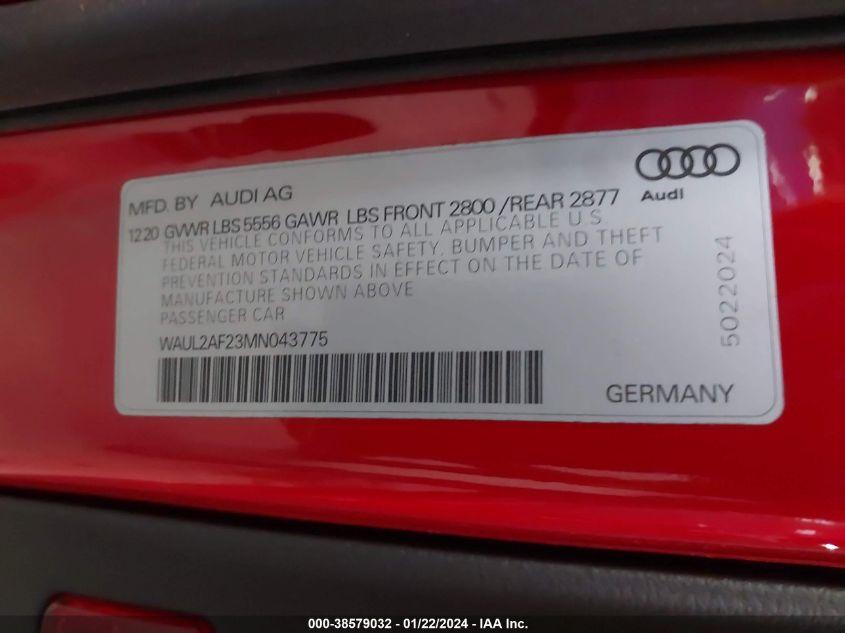 MFD. BY AUDI AG
Audi
12 20 GVWR LBS 5556 GAWR LBS FRONT 2800 /REAR 2877
THIS VEHICLE CONFORMS TO ALL APPLICABLE U S
FEDERAL MOTOR VEHICLE SAFETY. BUMPER AND THEFT
PREVENTION STANDARDS IN EFFECT ON THE DATE OF
MANUFACTURE SHOWN ABOVE
PASSENGER CAR
WAUL2AF23MN043775
5022024
GERMANY
000-38579032 - 01/22/2024 - IAA Inc.